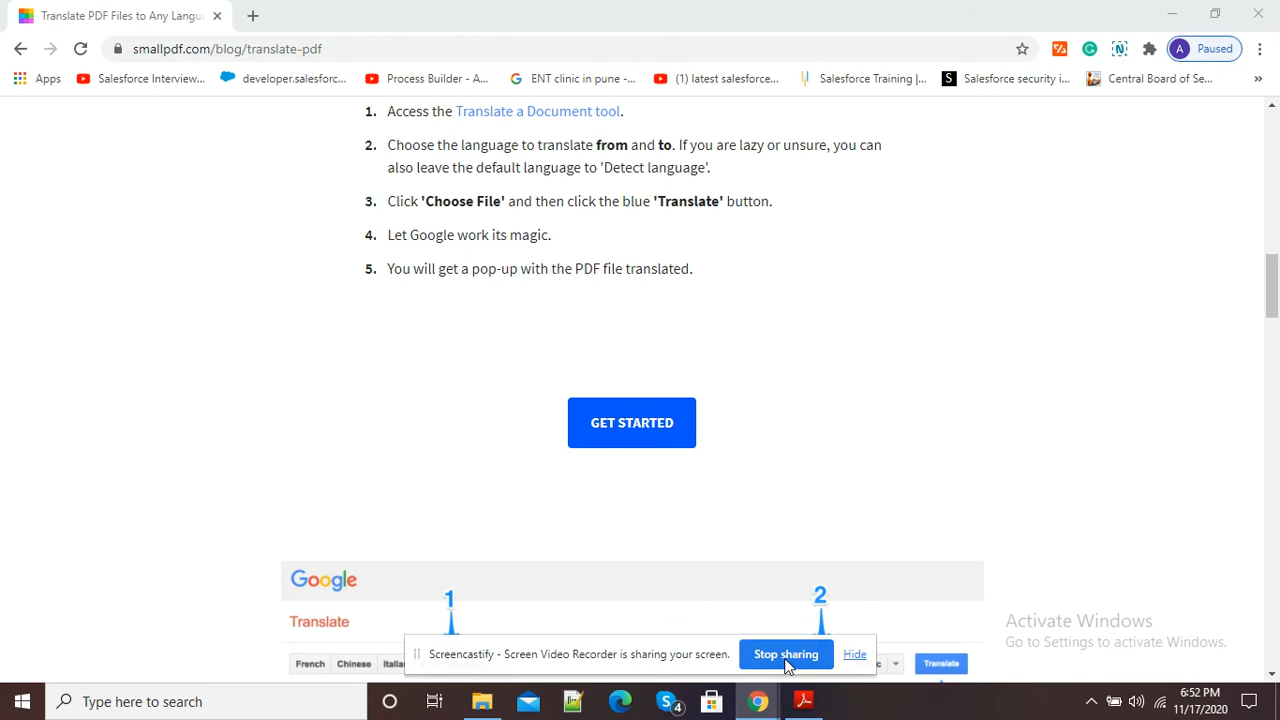 Translate PDF Files to Any Langua
smallpdf.com/blog/translate-pdf
A Paused
Apps Salesforce Interview... developer.salesforc... Process Builder - A... ENT clinic in pune -... (1) latest salesforce... Salesforce Training |... S Salesforce security i... Central Board of Se... »
1. Access the Translate a Document tool.
2. Choose the language to translate from and to. If you are lazy or unsure, you can
also leave the default language to 'Detect language'.
3. Click 'Choose File' and then click the blue 'Translate' button.
4. Let Google work its magic.
5. You will get a pop-up with the PDF file translated.
GET STARTED
Google
1 2
Translate
Activate Windows
Go to Settings to activate Windows.
Screencastify - Screen Video Recorder is sharing your screen. Stop sharing Hide
French Chinese Italia c Translate
Type here to search
4
6:52 PM
11/17/2020